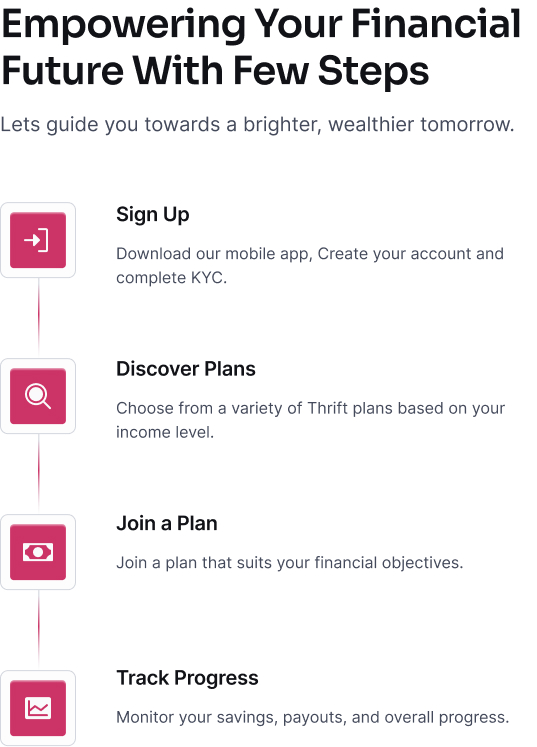 Empowering Your Financial
Future With Few Steps
Lets guide you towards a brighter, wealthier tomorrow.
Sign Up
Download our mobile app, Create your account and
complete KYC.
Discover Plans
Choose from a variety of Thrift plans based on your
income level.
Join a Plan
Join a plan that suits your financial objectives.
Track Progress
Monitor your savings, payouts, and overall progress.